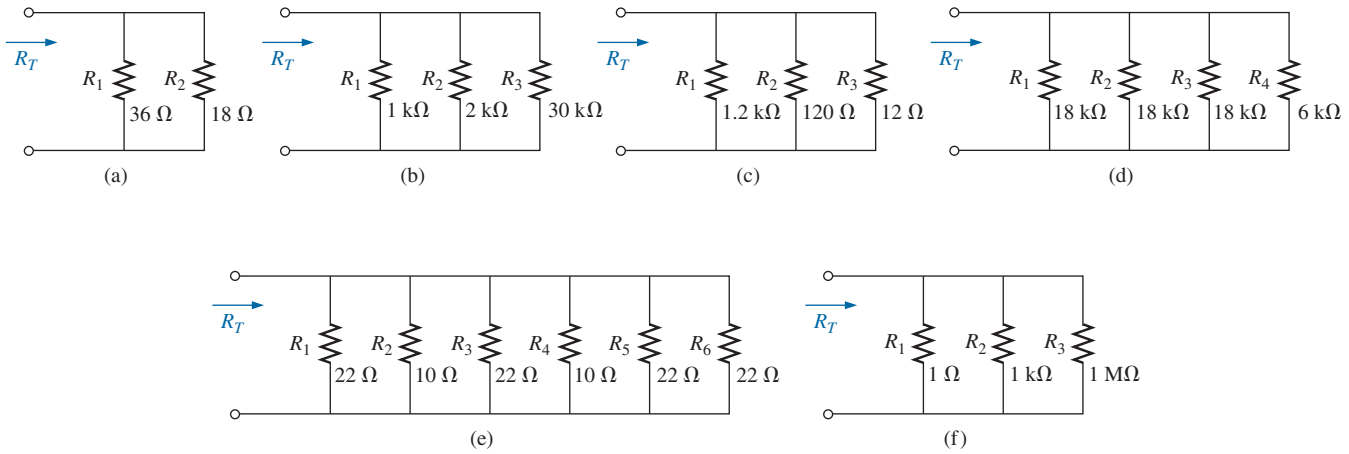 R_T
R_1
36 Ω
R_2
18 Ω
(a)
R_T
R_1
1 kΩ
R_2
2 kΩ
R_3
30 kΩ
(b)
R_T
R_1
1.2 kΩ
R_2
120 Ω
R_3
12 Ω
(c)
R_T
R_1
18 kΩ
R_2
18 kΩ
R_3
18 kΩ
R_4
6 kΩ
(d)
R_T
R_1
22 Ω
R_2
10 Ω
R_3
22 Ω
R_4
10 Ω
R_5
22 Ω
R_6
22 Ω
(e)
R_T
R_1
1 Ω
R_2
1 kΩ
R_3
1 MΩ
(f)